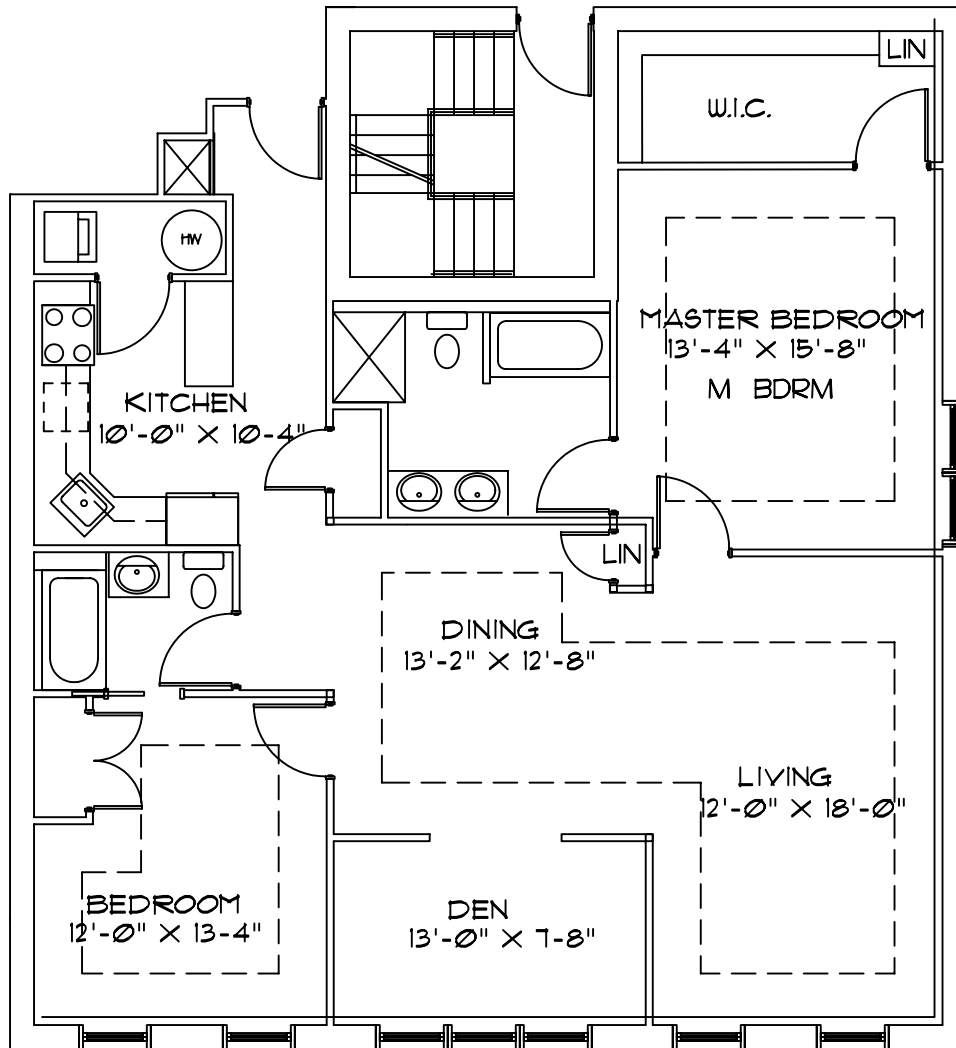 LIN
W.I.C.
HW
MASTER BEDROOM
13'-4" X 15'-8"
M BDRM
KITCHEN
10'-0" X 10-4"
LIN
DINING
13'-2" X 12'-8"
LIVING
12'-0" X 18'-0"
BEDROOM
12'-0" X 13-4"
DEN
13'-0" X 7-8"